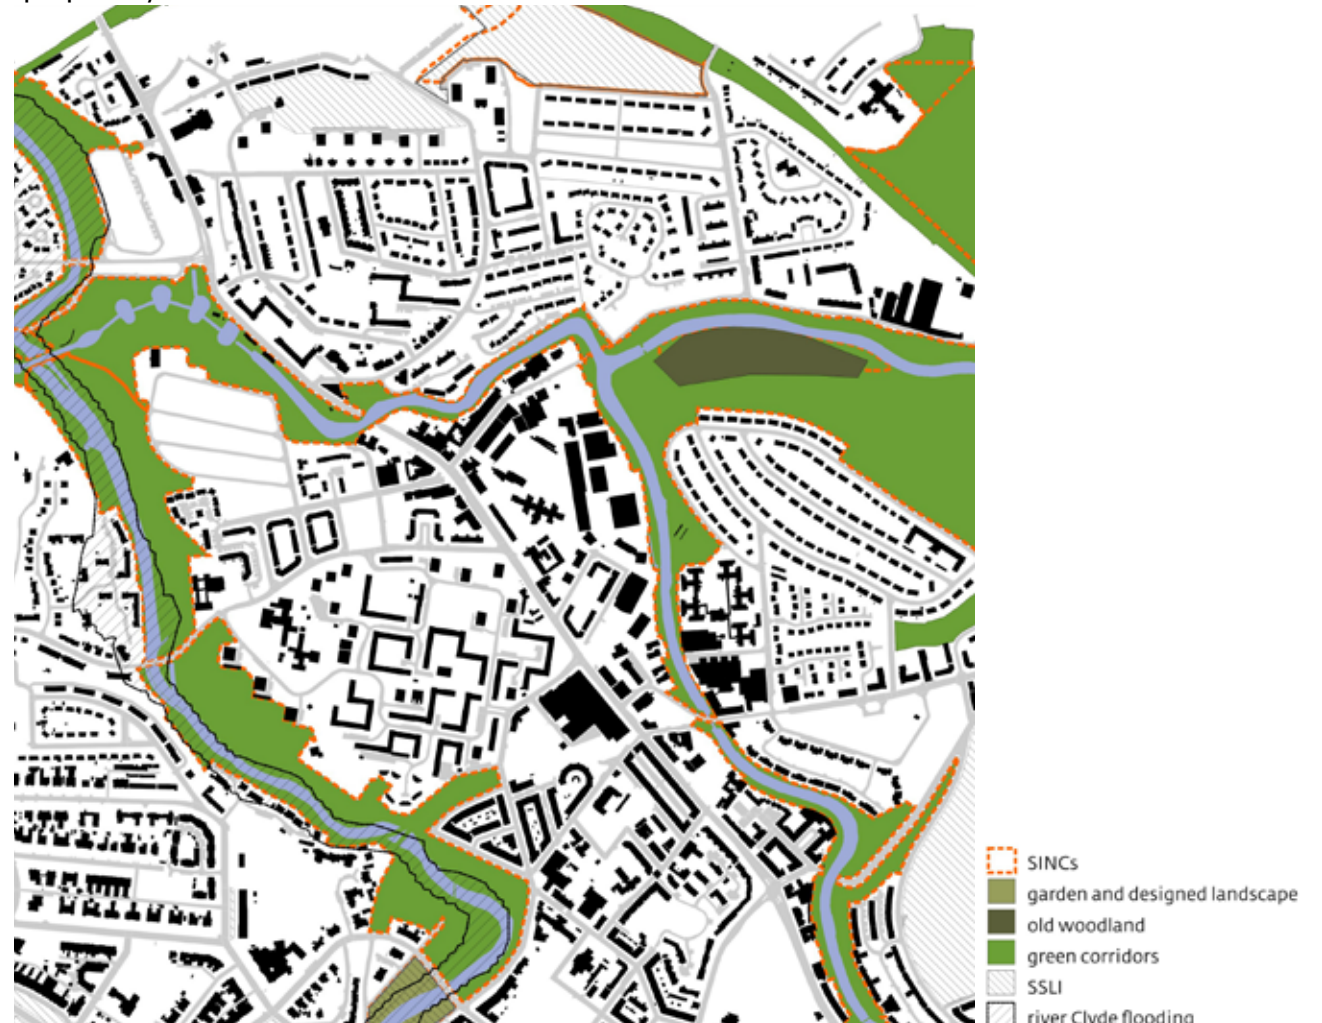 SINCs
garden and designed landscape
old woodland
green corridors
SSLI
river Clyde flooding